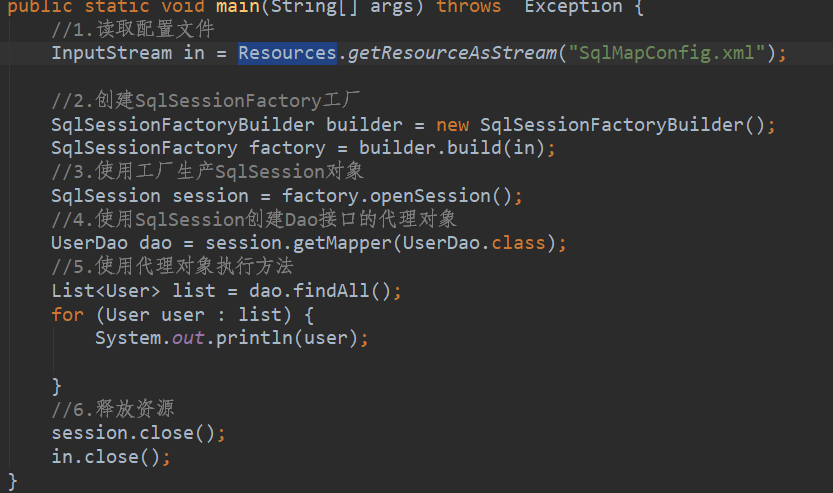 public static void main(String[] args) throws  Exception {
    //1.读取配置文件
    InputStream in = Resources.getResourceAsStream("SqlMapConfig.xml");
    //2.创建SqlSessionFactory工厂
    SqlSessionFactoryBuilder builder = new SqlSessionFactoryBuilder();
    SqlSessionFactory factory = builder.build(in);
    //3.使用工厂生产SqlSession对象
    SqlSession session = factory.openSession();
    //4.使用SqlSession创建Dao接口的代理对象
    UserDao dao = session.getMapper(UserDao.class);
    //5.使用代理对象执行方法
    List<User> list = dao.findAll();
    for (User user : list) {
        System.out.println(user);
    }
    //6.释放资源
    session.close();
    in.close();
}